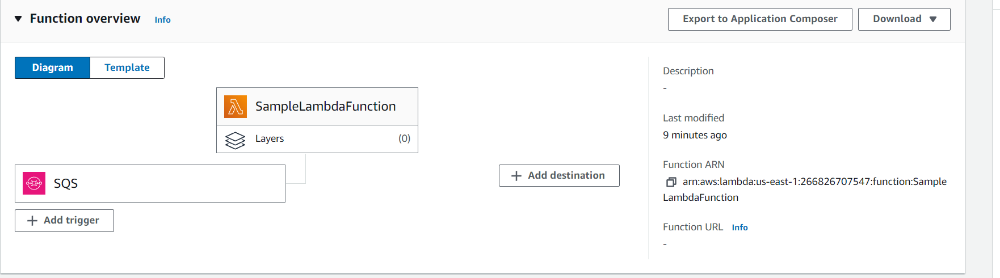 Function overview Info
Export to Application Composer
Download
Diagram
Template
SampleLambdaFunction
Layers (0)
SQS
Add trigger
Add destination
Description
-
Last modified
9 minutes ago
Function ARN
arn:aws:lambda:us-east-1:266826707547:function:Sample
LambdaFunction
Function URL Info
-